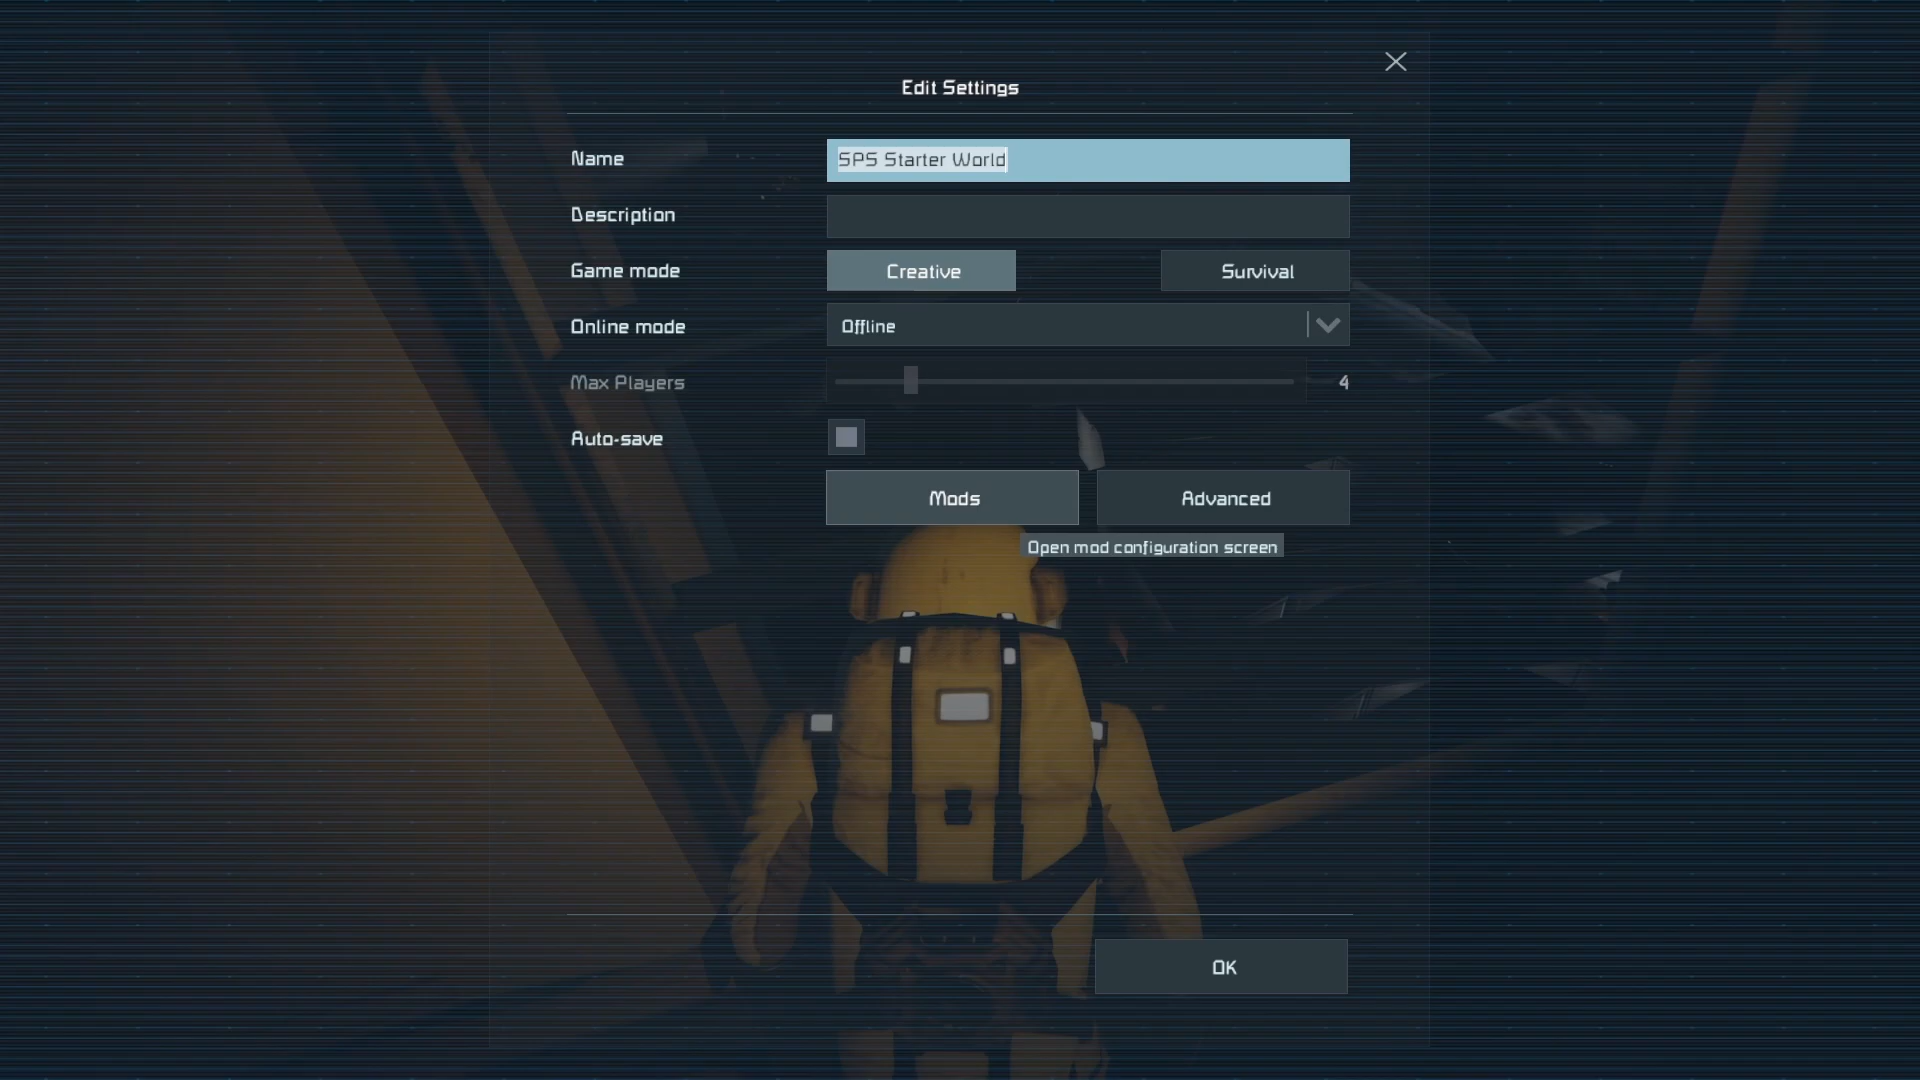 Edit Settings
Name
SPS Starter World
Description
Game mode
Creative
Survival
Online mode
Offline
Max Players
4
Auto-save
Mods
Advanced
Open mod configuration screen
OK